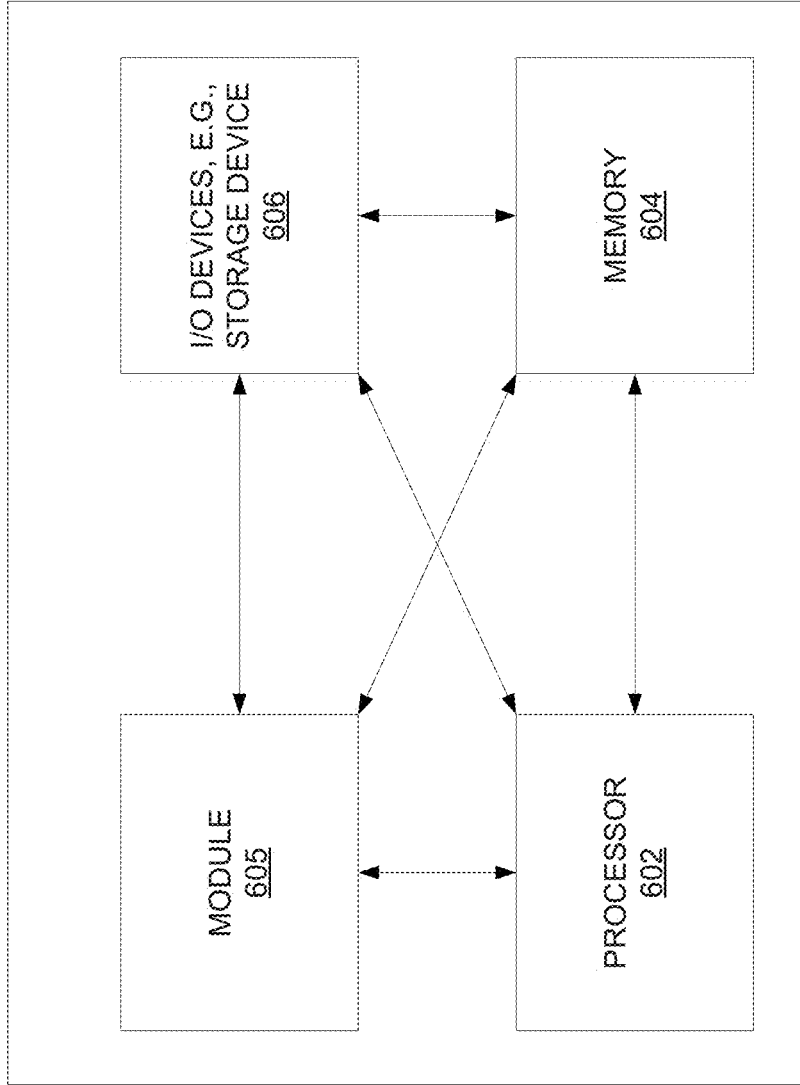 MODULE
605
I/O DEVICES, E.G.,
STORAGE DEVICE
606
PROCESSOR
602
MEMORY
604